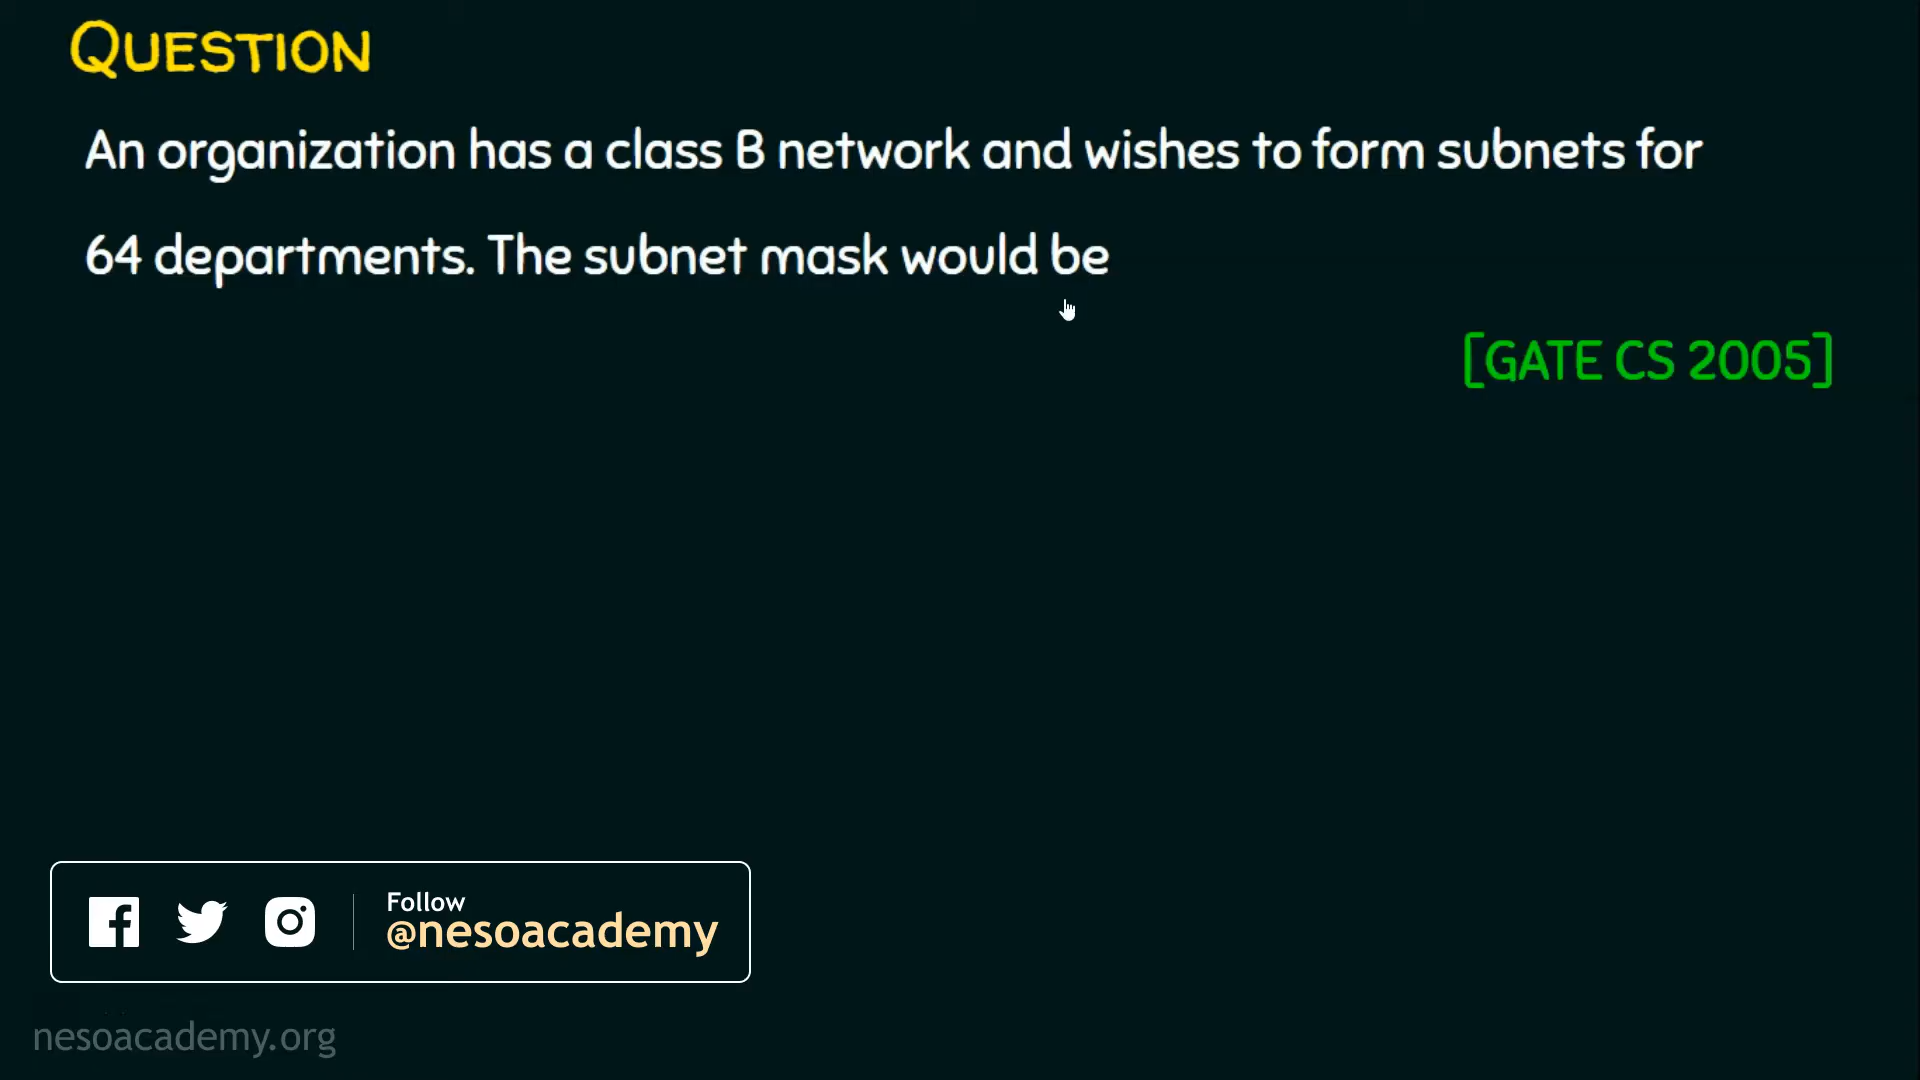 QUESTION
An organization has a class B network and wishes to form subnets for
64 departments. The subnet mask would be
[GATE CS 2005]
Follow
@nesoacademy
nesoacademy.org